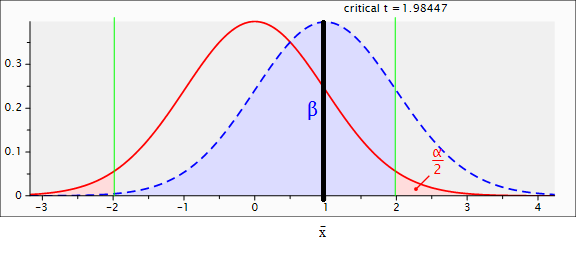 critical t = 1.98447
0.3
0.2
β
0.1
α
2
0
-3 -2 -1 0 1 2 3 4
x̄